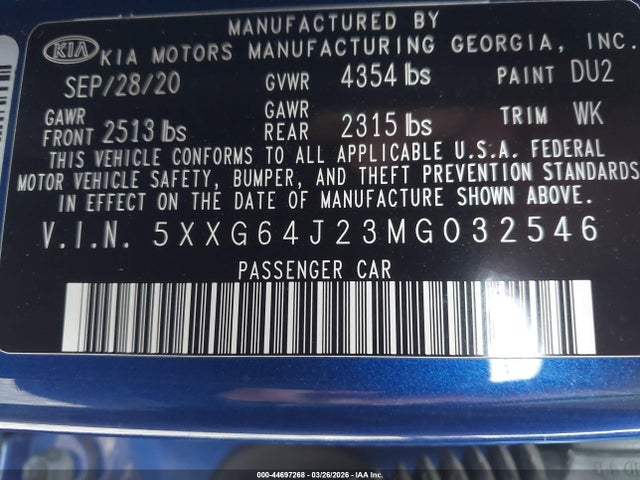 MANUFACTURED BY
KIA KIA MOTORS MANUFACTURING GEORGIA, INC.
SEP/28/20 GVWR 4354 lbs PAINT DU2
GAWR FRONT 2513 lbs GAWR REAR 2315 lbs TRIM WK
THIS VEHICLE CONFORMS TO ALL APPLICABLE U.S.A. FEDERAL
MOTOR VEHICLE SAFETY, BUMPER, AND THEFT PREVENTION STANDARDS
IN EFFECT ON THE DATE OF MANUFACTURE SHOWN ABOVE.
V.I.N. 5XXG64J23MG032546
PASSENGER CAR
000-44697268 | 03/26/2026 | IAA Inc.